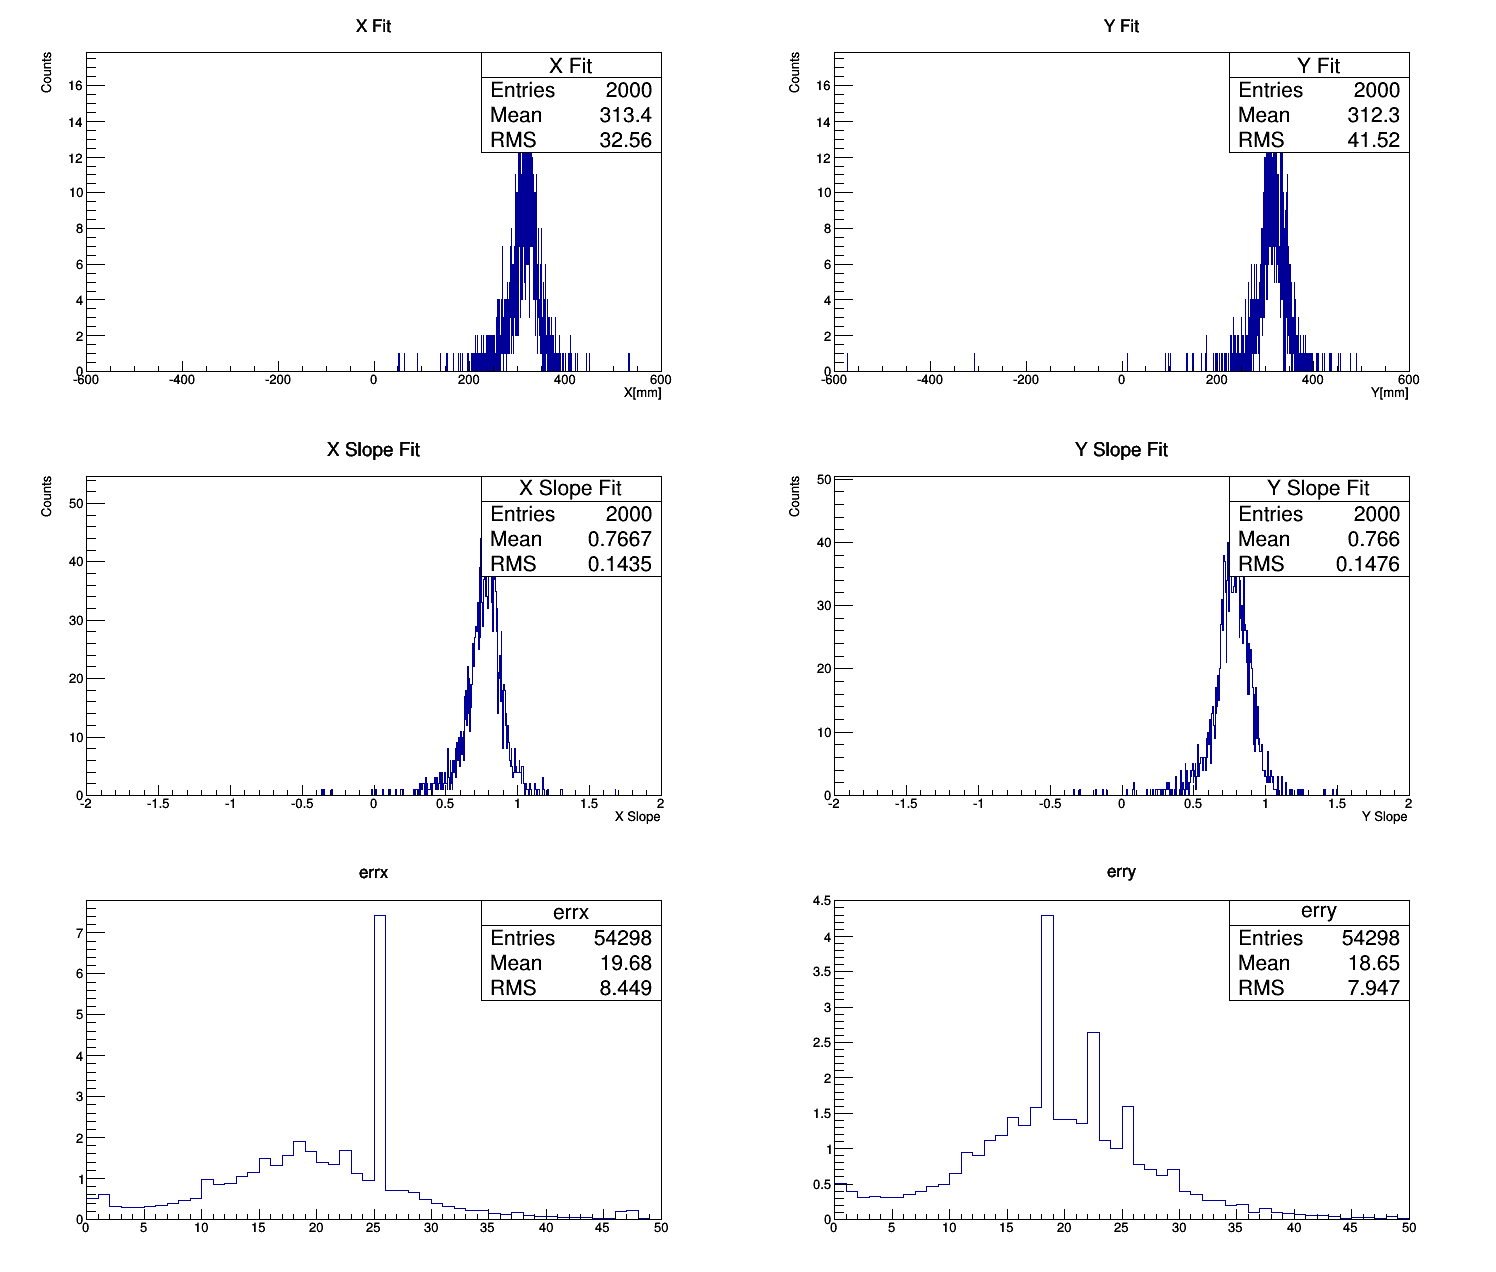 X Fit
Counts
X Fit
Entries 2000
Mean 313.4
RMS 32.56
16
14
12
10
8
6
4
2
0
-600 -400 -200 0 200 400 600
X[mm]
Y Fit
Counts
Y Fit
Entries 2000
Mean 312.3
RMS 41.52
16
14
12
10
8
6
4
2
0
-600 -400 -200 0 200 400 600
Y[mm]
X Slope Fit
Counts
X Slope Fit
Entries 2000
Mean 0.7667
RMS 0.1435
50
40
30
20
10
0
-2 -1.5 -1 -0.5 0 0.5 1 1.5 2
X Slope
Y Slope Fit
Counts
Y Slope Fit
Entries 2000
Mean 0.766
RMS 0.1476
50
40
30
20
10
0
-2 -1.5 -1 -0.5 0 0.5 1 1.5 2
Y Slope
errx
errx
Entries 54298
Mean 19.68
RMS 8.449
7
6
5
4
3
2
1
0
0 5 10 15 20 25 30 35 40 45 50
erry
erry
Entries 54298
Mean 18.65
RMS 7.947
4.5
4
3.5
3
2.5
2
1.5
1
0.5
0
0 5 10 15 20 25 30 35 40 45 50